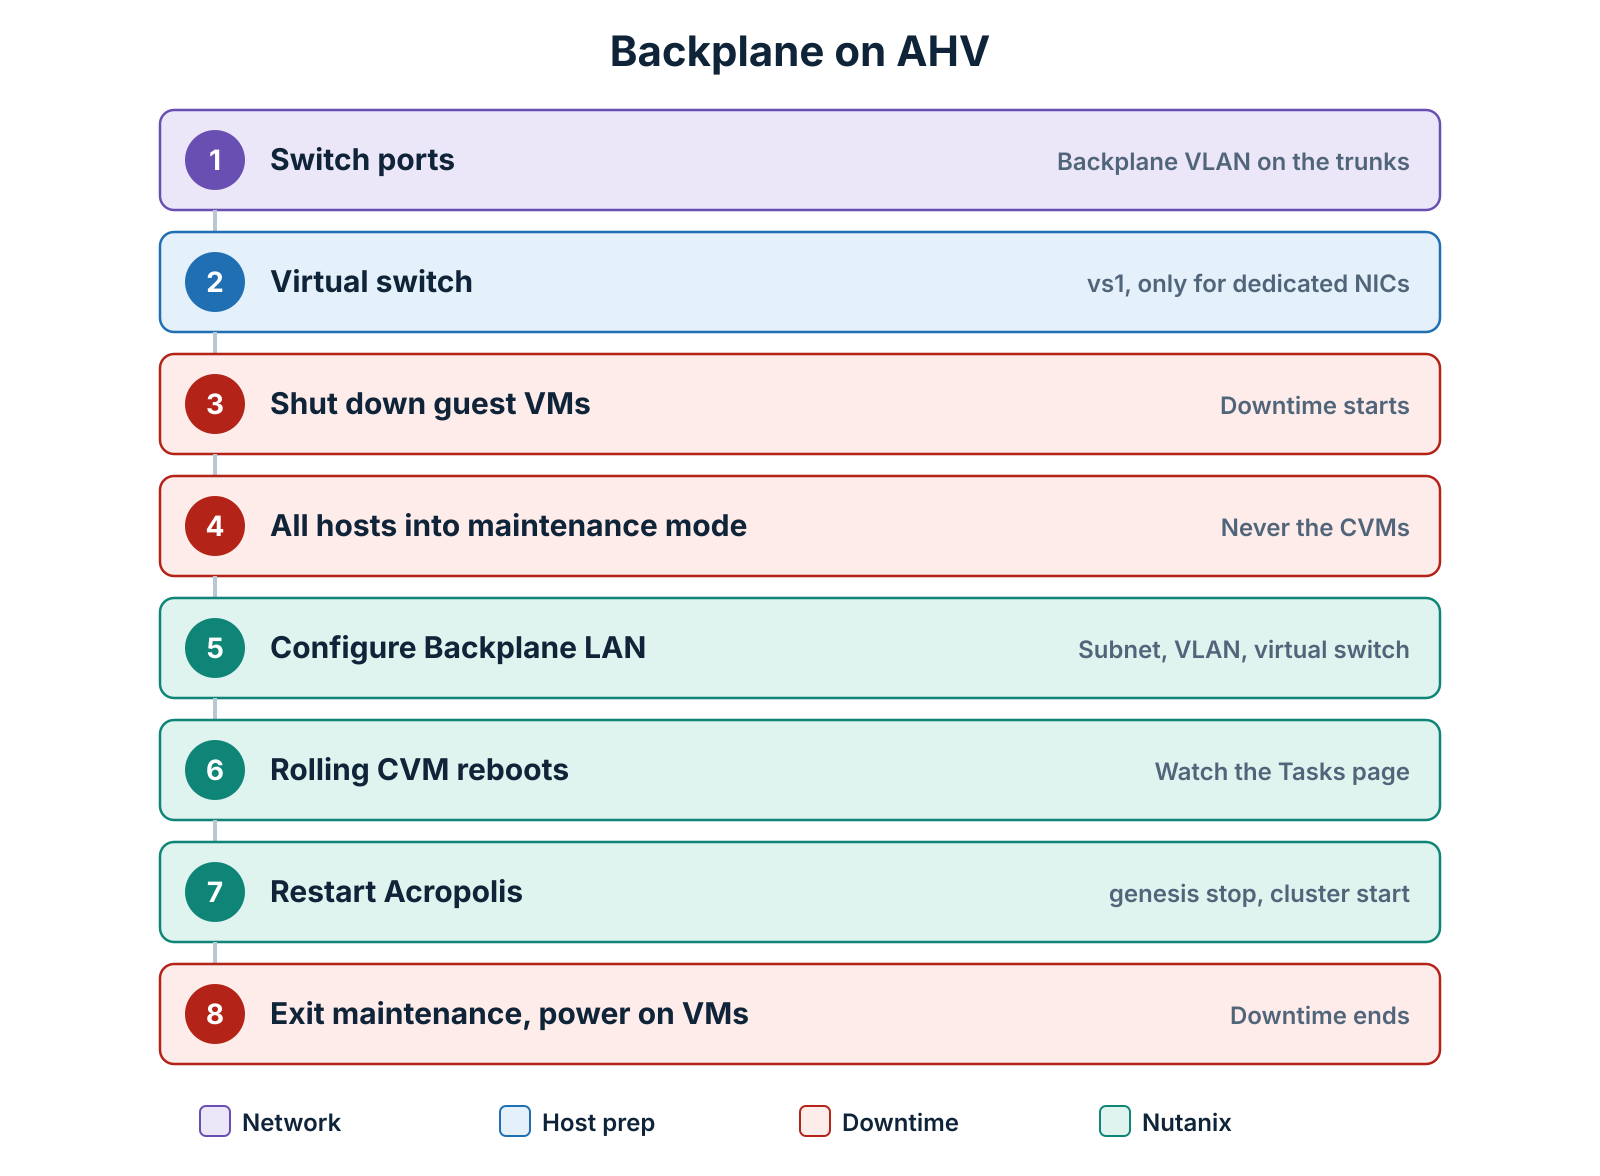 Backplane on AHV
1 Switch ports Backplane VLAN on the trunks
2 Virtual switch vs1, only for dedicated NICs
3 Shut down guest VMs Downtime starts
4 All hosts into maintenance mode Never the CVMs
5 Configure Backplane LAN Subnet, VLAN, virtual switch
6 Rolling CVM reboots Watch the Tasks page
7 Restart Acropolis genesis stop, cluster start
8 Exit maintenance, power on VMs Downtime ends
Network Host prep Downtime Nutanix